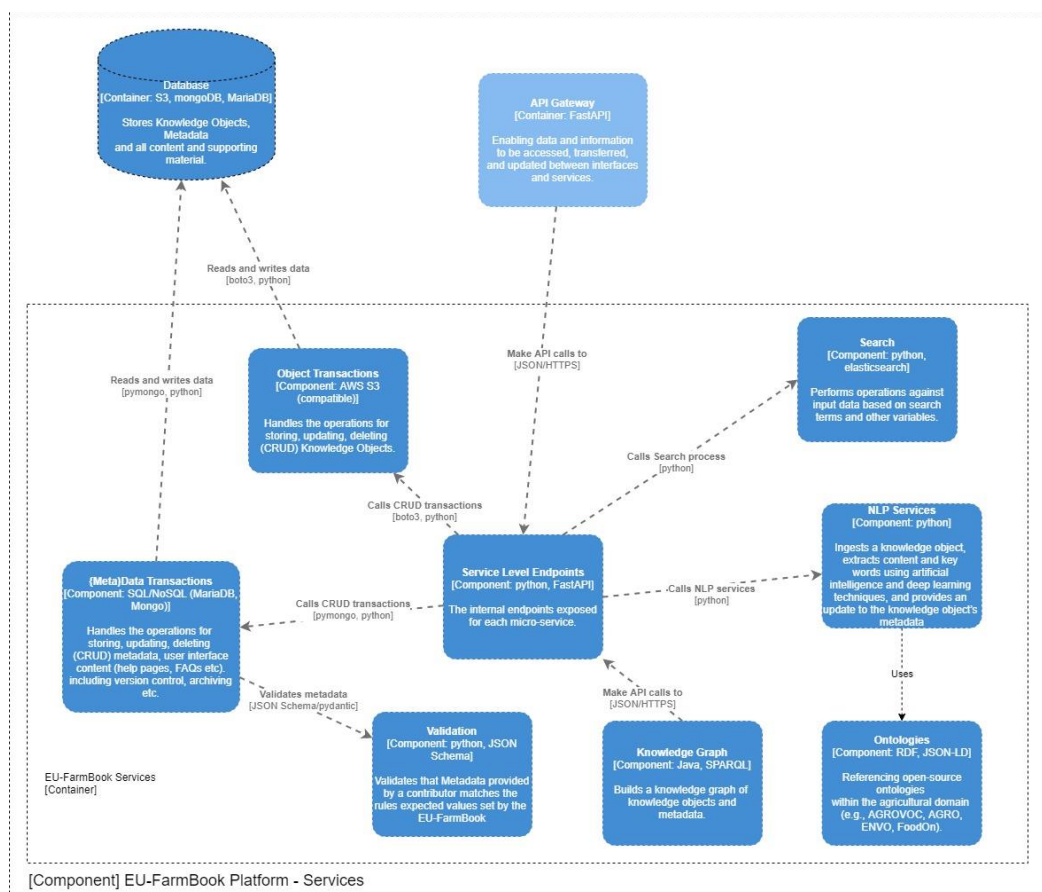 Database
[Container: S3, mongoDB, MariaDB]
Stores Knowledge Objects,
Metadata
and all content and supporting
material.
API Gateway
[Container: FastAPI]
Enabling data and information
to be accessed, transferred,
and updated between interfaces
and services.
Reads and writes data
[boto3, python]
Make API calls to
[JSON/HTTPS]
Reads and writes data
[pymongo, python]
Object Transactions
[Component: AWS S3
(compatible)]
Handles the operations for
storing, updating, deleting
(CRUD) Knowledge Objects.
Search
[Component: python,
elasticsearch]
Performs operations against
input data based on search
terms and other variables.
Calls Search process
[python]
Calls CRUD transactions
[boto3, python]
NLP Services
[Component: python]
Ingests a knowledge object,
extracts content and key
words using artificial
intelligence and deep learning
techniques, and provides an
update to the knowledge object's
metadata
Service Level Endpoints
[Component: python, FastAPI]
The internal endpoints exposed
for each micro-service.
Calls NLP services
[python]
(Meta)Data Transactions
[Component: SQL/NoSQL (MariaDB,
Mongo)]
Handles the operations for
storing, updating, deleting
(CRUD) metadata, user interface
content (help pages, FAQs etc).
including version control, archiving
etc.
Calls CRUD transactions
[pymongo, python]
Uses
Validates metadata
[JSON Schema/pydantic]
Make API calls to
[JSON/HTTPS]
Validation
[Component: python, JSON
Schema]
Validates that Metadata provided
by a contributor matches the
rules expected values set by the
EU-FarmBook
Knowledge Graph
[Component: Java, SPARQL]
Builds a knowledge graph of
knowledge objects and
metadata.
Ontologies
[Component: RDF, JSON-LD]
Referencing open-source
ontologies
within the agricultural domain
(e.g., AGROVOC, AGRO,
ENVO, FoodOn).
EU-FarmBook Services
[Container]
[Component] EU-FarmBook Platform - Services